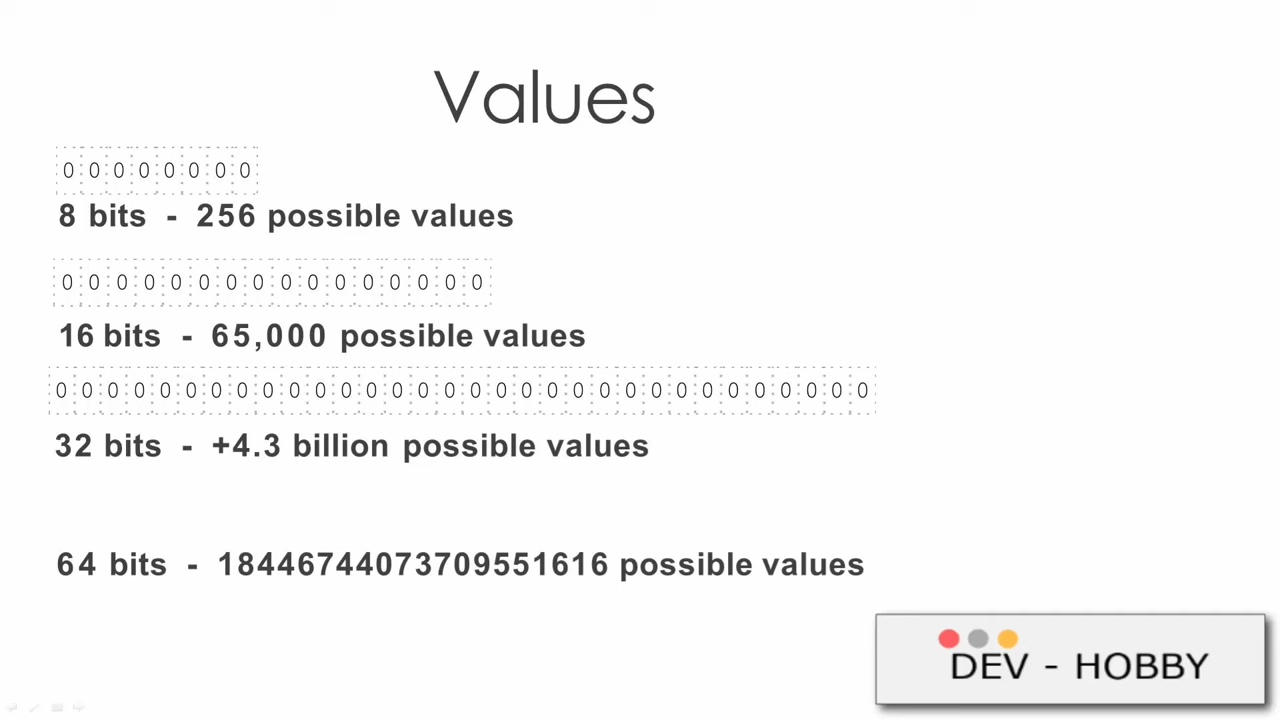 Values
0 0 0 0 0 0 0 0
8 bits - 256 possible values
0 0 0 0 0 0 0 0 0 0 0 0 0 0 0 0
16 bits - 65,000 possible values
0 0 0 0 0 0 0 0 0 0 0 0 0 0 0 0 0 0 0 0 0 0 0 0 0 0 0 0 0 0 0 0
32 bits - +4.3 billion possible values
64 bits - 18446744073709551616 possible values
DEV - HOBBY